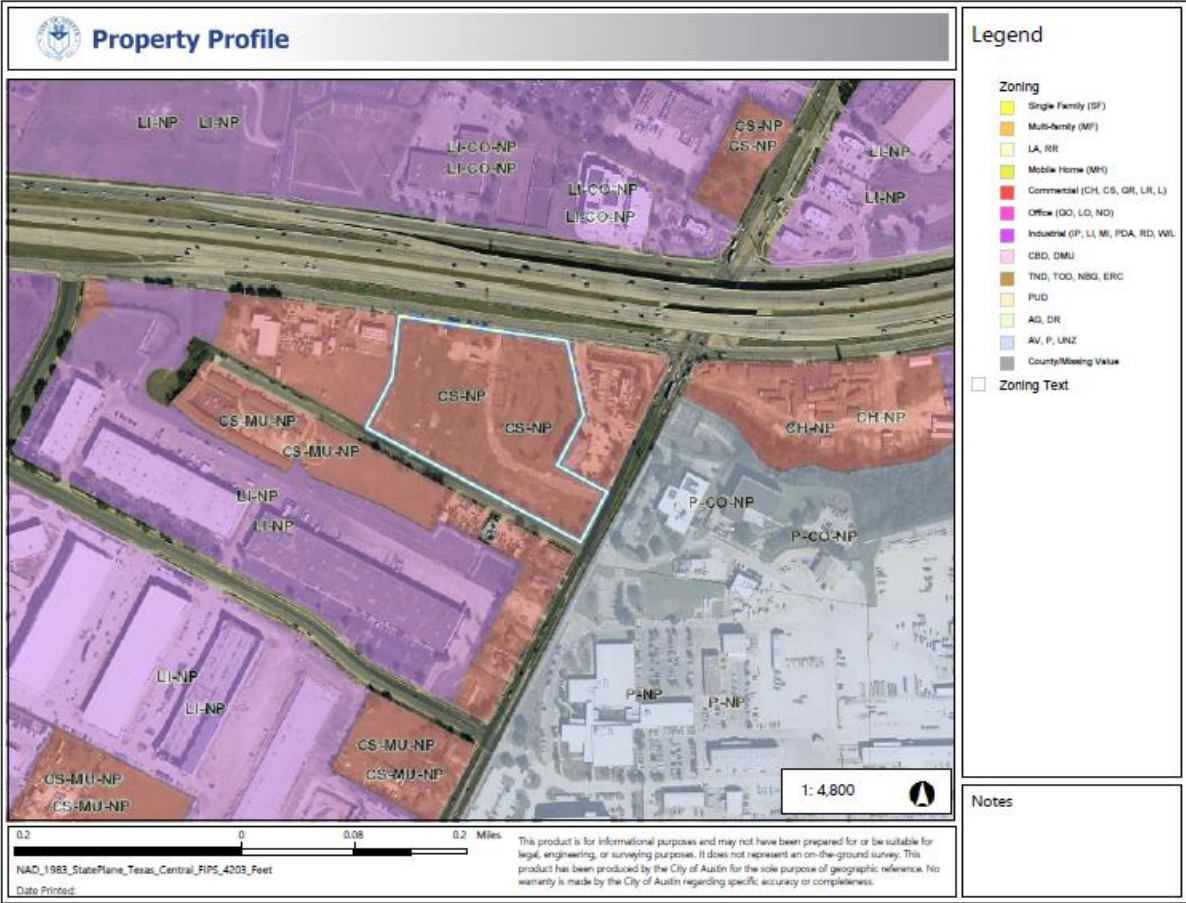 Property Profile
LI-NP LI-NP
LI-CO-NP
LI-CO-NP
LI-CO-NP
LI-CO-NP
CS-NP
CS-NP
LI-NP
LI-NP
CS-NP
CS-NP
CH-NP CH-NP
CS-MU-NP
CS-MU-NP
LI-NP
LI-NP
P-CO-NP
P-CO-NP
LI-NP
LI-NP
P-NP P-NP
CS-MU-NP
CS-MU-NP
CS-MU-NP
CS-MU-NP
1: 4,800
Legend
Zoning
Single Family (SF)
Multi-family (MF)
LA, RR
Mobile Home (MH)
Commercial (CH, CS, GR, LR, L)
Office (GO, LO, NO)
Industrial (IP, LI, MI, PDA, RD, W/L
CBD, DMU
TND, TOD, NBG, ERC
PUD
AG, DR
AV, P, UNZ
County/Missing Value
Zoning Text
Notes
0.2 0 0.08 0.2 Miles
NAD_1983_StatePlane_Texas_Central_FIPS_4203_Feet
Date Printed:
This product is for informational purposes and may not have been prepared for or be suitable for
legal, engineering, or surveying purposes. It does not represent an on-the-ground survey. This
product has been produced by the City of Austin for the sole purpose of geographic reference. No
warranty is made by the City of Austin regarding specific accuracy or completeness.